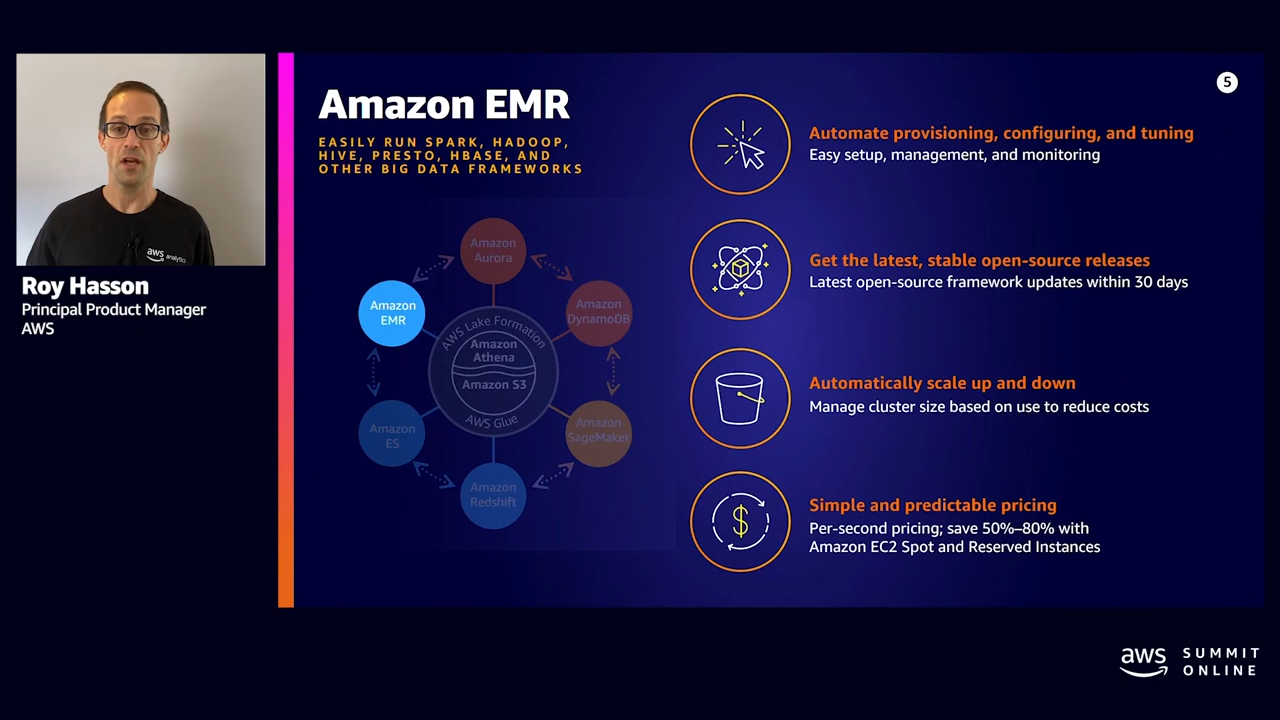 aws analytics
Roy Hasson
Principal Product Manager
AWS
Amazon EMR
EASILY RUN SPARK, HADOOP,
HIVE, PRESTO, HBASE, AND
OTHER BIG DATA FRAMEWORKS
Amazon
Aurora
Amazon
EMR
Amazon
DynamoDB
AWS Lake Formation
Amazon
Athena
Amazon S3
AWS Glue
Amazon
ES
Amazon
SageMaker
Amazon
Redshift
5
Automate provisioning, configuring, and tuning
Easy setup, management, and monitoring
Get the latest, stable open-source releases
Latest open-source framework updates within 30 days
Automatically scale up and down
Manage cluster size based on use to reduce costs
$
Simple and predictable pricing
Per-second pricing; save 50%–80% with
Amazon EC2 Spot and Reserved Instances
aws
SUMMIT
ONLINE